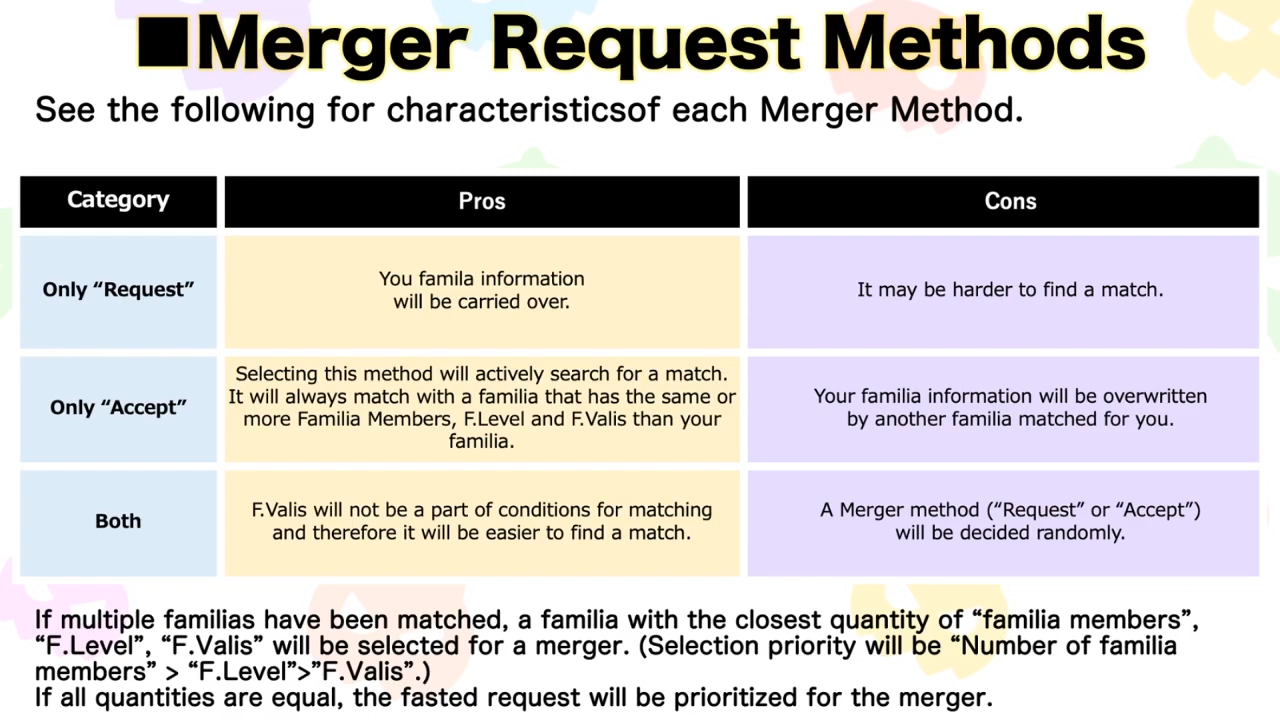 ■Merger Request Methods
See the following for characteristicsof each Merger Method.
Category
Pros
Cons
Only “Request”
You famila information
will be carried over.
It may be harder to find a match.
Only “Accept”
Selecting this method will actively search for a match.
It will always match with a familia that has the same or
more Familia Members, F.Level and F.Valis than your
familia.
Your familia information will be overwritten
by another familia matched for you.
Both
F.Valis will not be a part of conditions for matching
and therefore it will be easier to find a match.
A Merger method (“Request” or “Accept”)
will be decided randomly.
If multiple familias have been matched, a familia with the closest quantity of “familia members”,
“F.Level”, “F.Valis” will be selected for a merger. (Selection priority will be “Number of familia
members” > “F.Level”>”F.Valis”.)
If all quantities are equal, the fasted request will be prioritized for the merger.